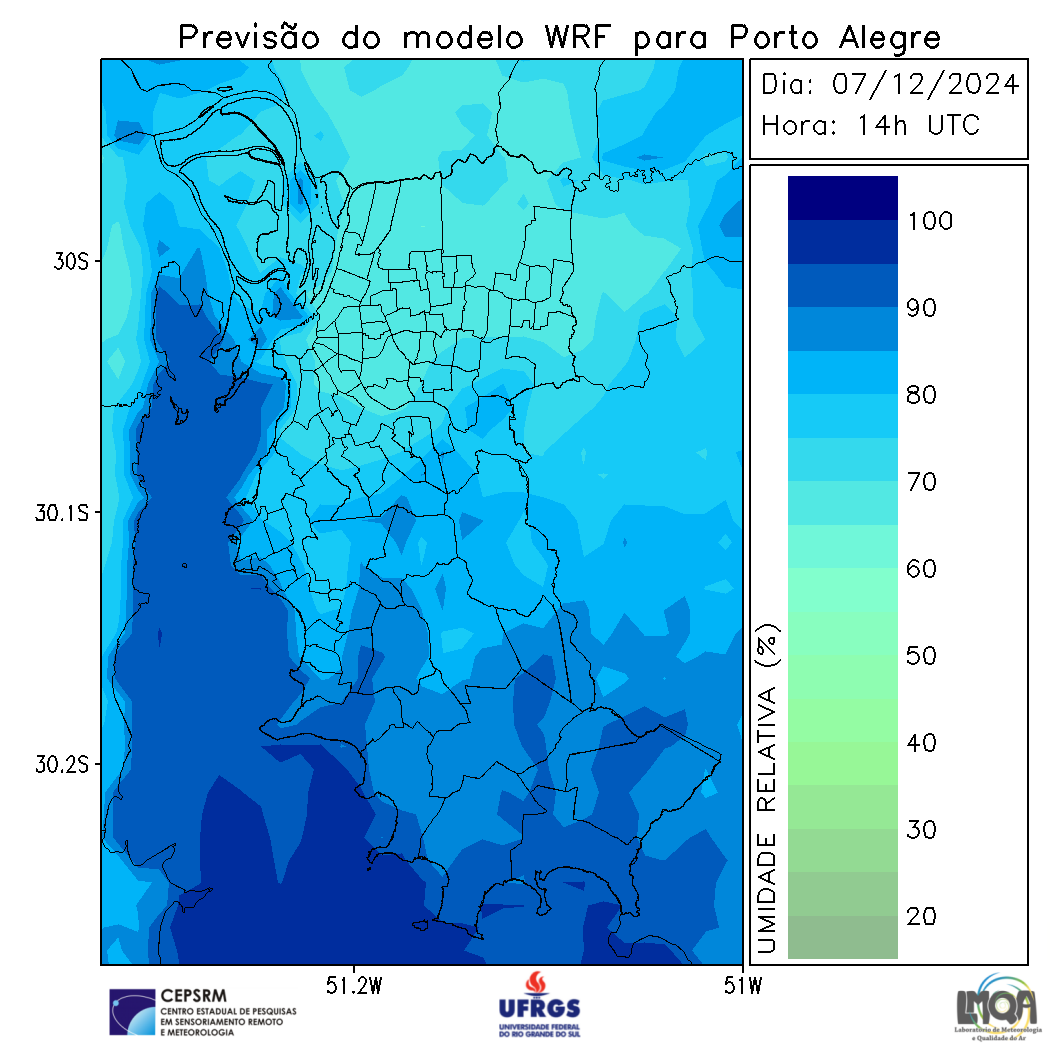 Previsão do modelo WRF para Porto Alegre
Dia: 07/12/2024
Hora: 14h UTC
30S
30.1S
30.2S
51.2W
51W
100
90
80
70
60
50
40
30
20
UMIDADE RELATIVA (%)
CEPSRM
CENTRO ESTADUAL DE PESQUISAS
EM SENSORIAMENTO REMOTO
E METEOROLOGIA
UFRGS
UNIVERSIDADE FEDERAL
DO RIO GRANDE DO SUL
LMQA
Laboratório de Meteorologia
e Qualidade do Ar